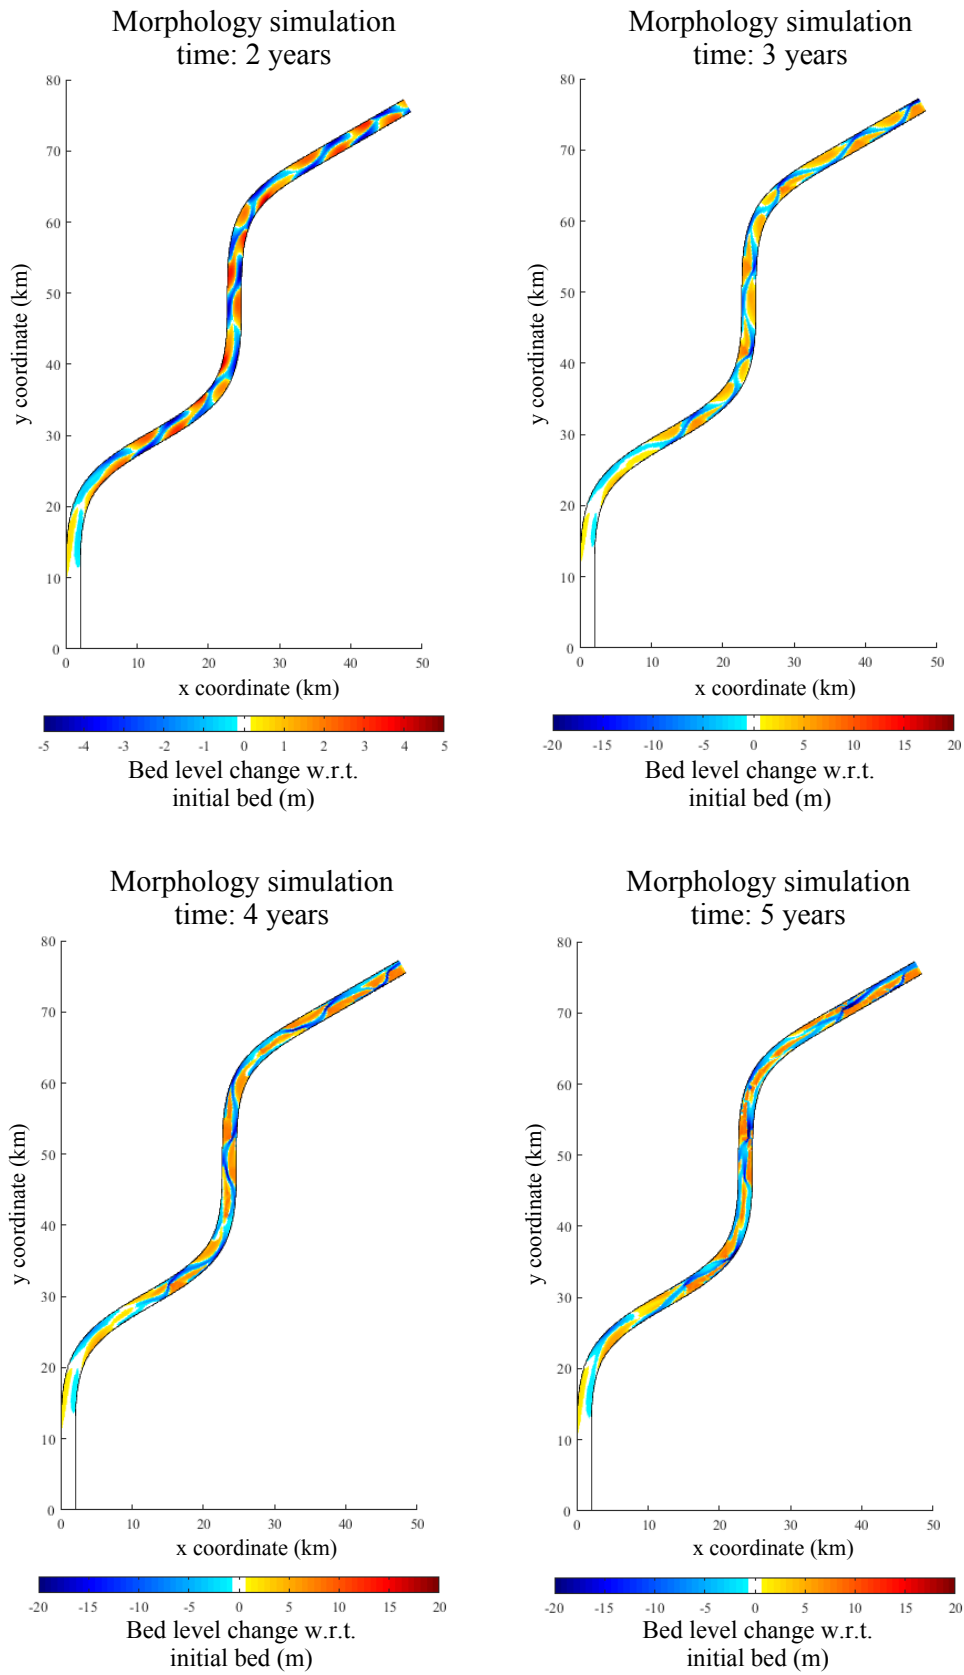 Morphology simulation
time: 2 years
80
70
60
50
40
30
20
10
0
y coordinate (km)
0 10 20 30 40 50
x coordinate (km)
-5 -4 -3 -2 -1 0 1 2 3 4 5
Bed level change w.r.t.
initial bed (m)
Morphology simulation
time: 3 years
80
70
60
50
40
30
20
10
0
y coordinate (km)
0 10 20 30 40 50
x coordinate (km)
-20 -15 -10 -5 0 5 10 15 20
Bed level change w.r.t.
initial bed (m)
Morphology simulation
time: 4 years
80
70
60
50
40
30
20
10
0
y coordinate (km)
0 10 20 30 40 50
x coordinate (km)
-20 -15 -10 -5 0 5 10 15 20
Bed level change w.r.t.
initial bed (m)
Morphology simulation
time: 5 years
80
70
60
50
40
30
20
10
0
y coordinate (km)
0 10 20 30 40 50
x coordinate (km)
-20 -15 -10 -5 0 5 10 15 20
Bed level change w.r.t.
initial bed (m)